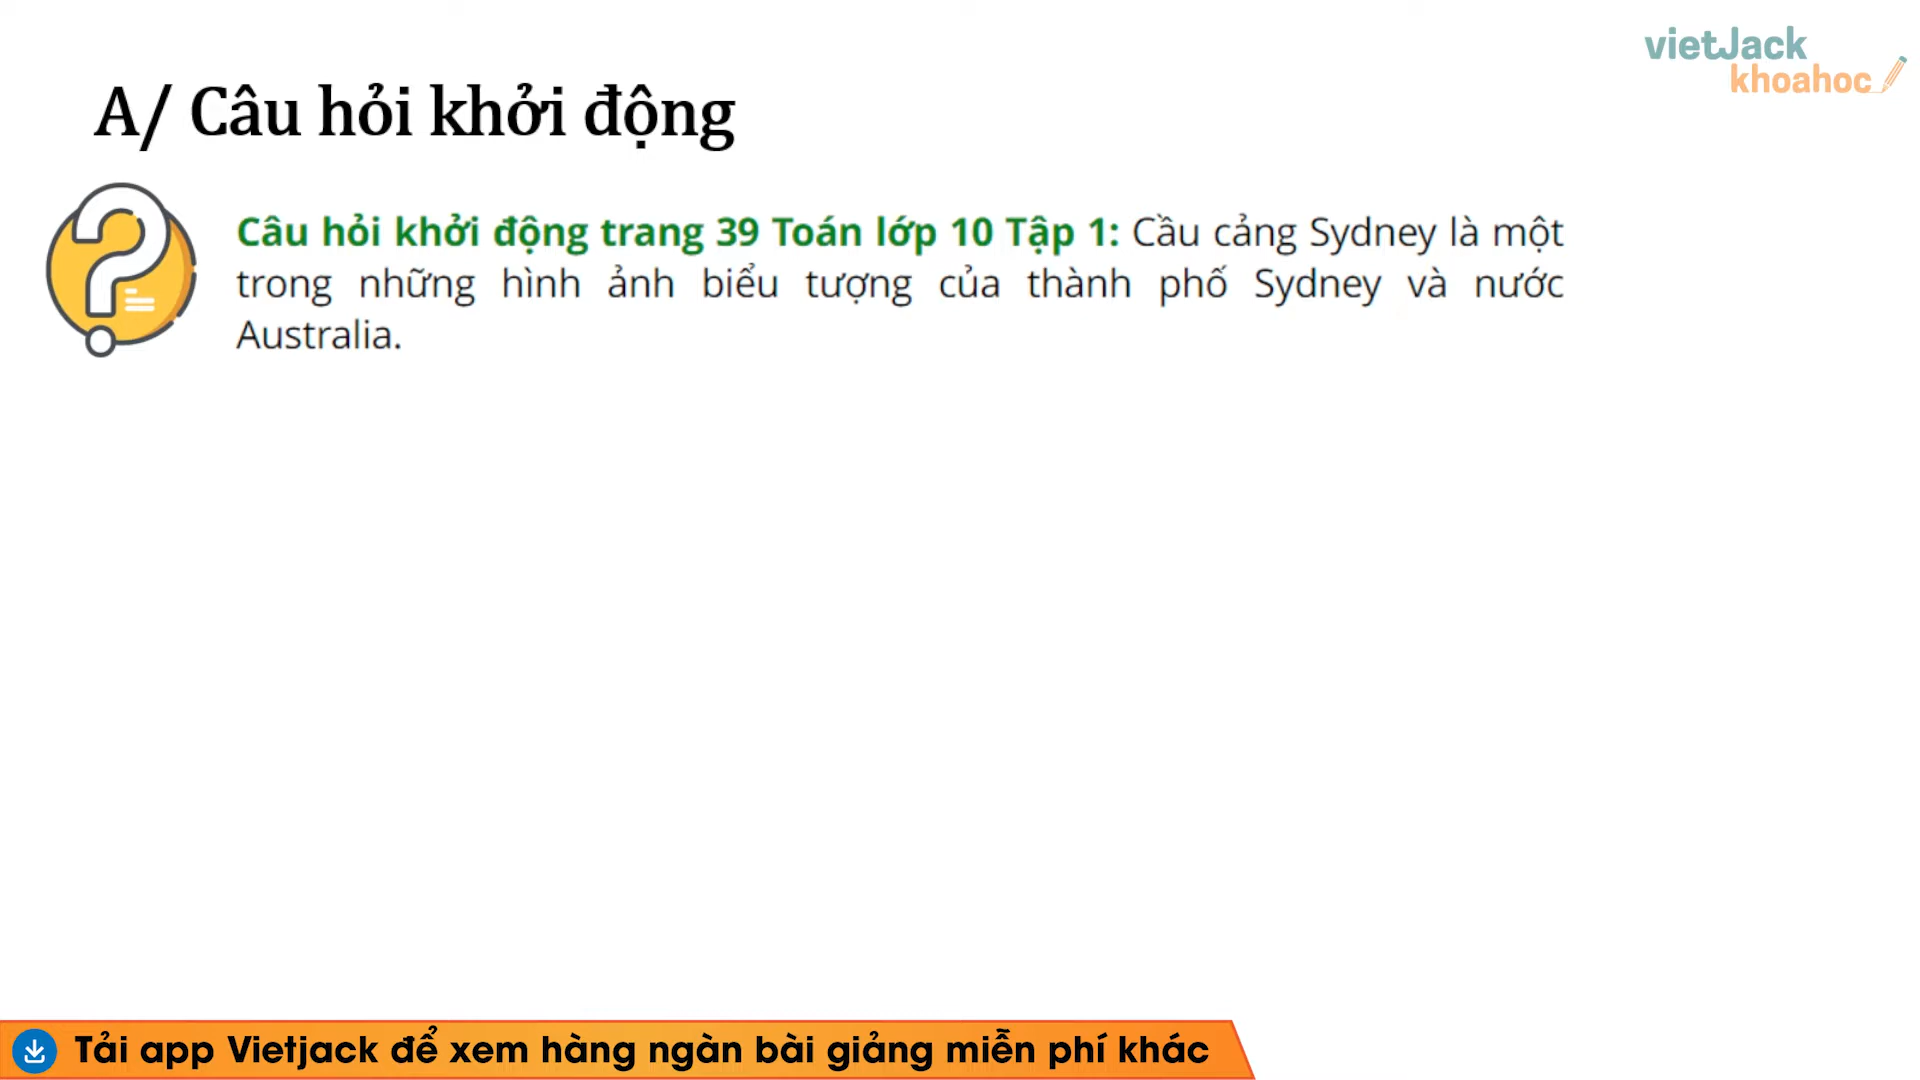 vietJack
khoahoc
A/ Câu hỏi khởi động
Câu hỏi khởi động trang 39 Toán lớp 10 Tập 1: Cầu cảng Sydney là một
trong những hình ảnh biểu tượng của thành phố Sydney và nước
Australia.
Tải app Vietjack để xem hàng ngàn bài giảng miễn phí khác